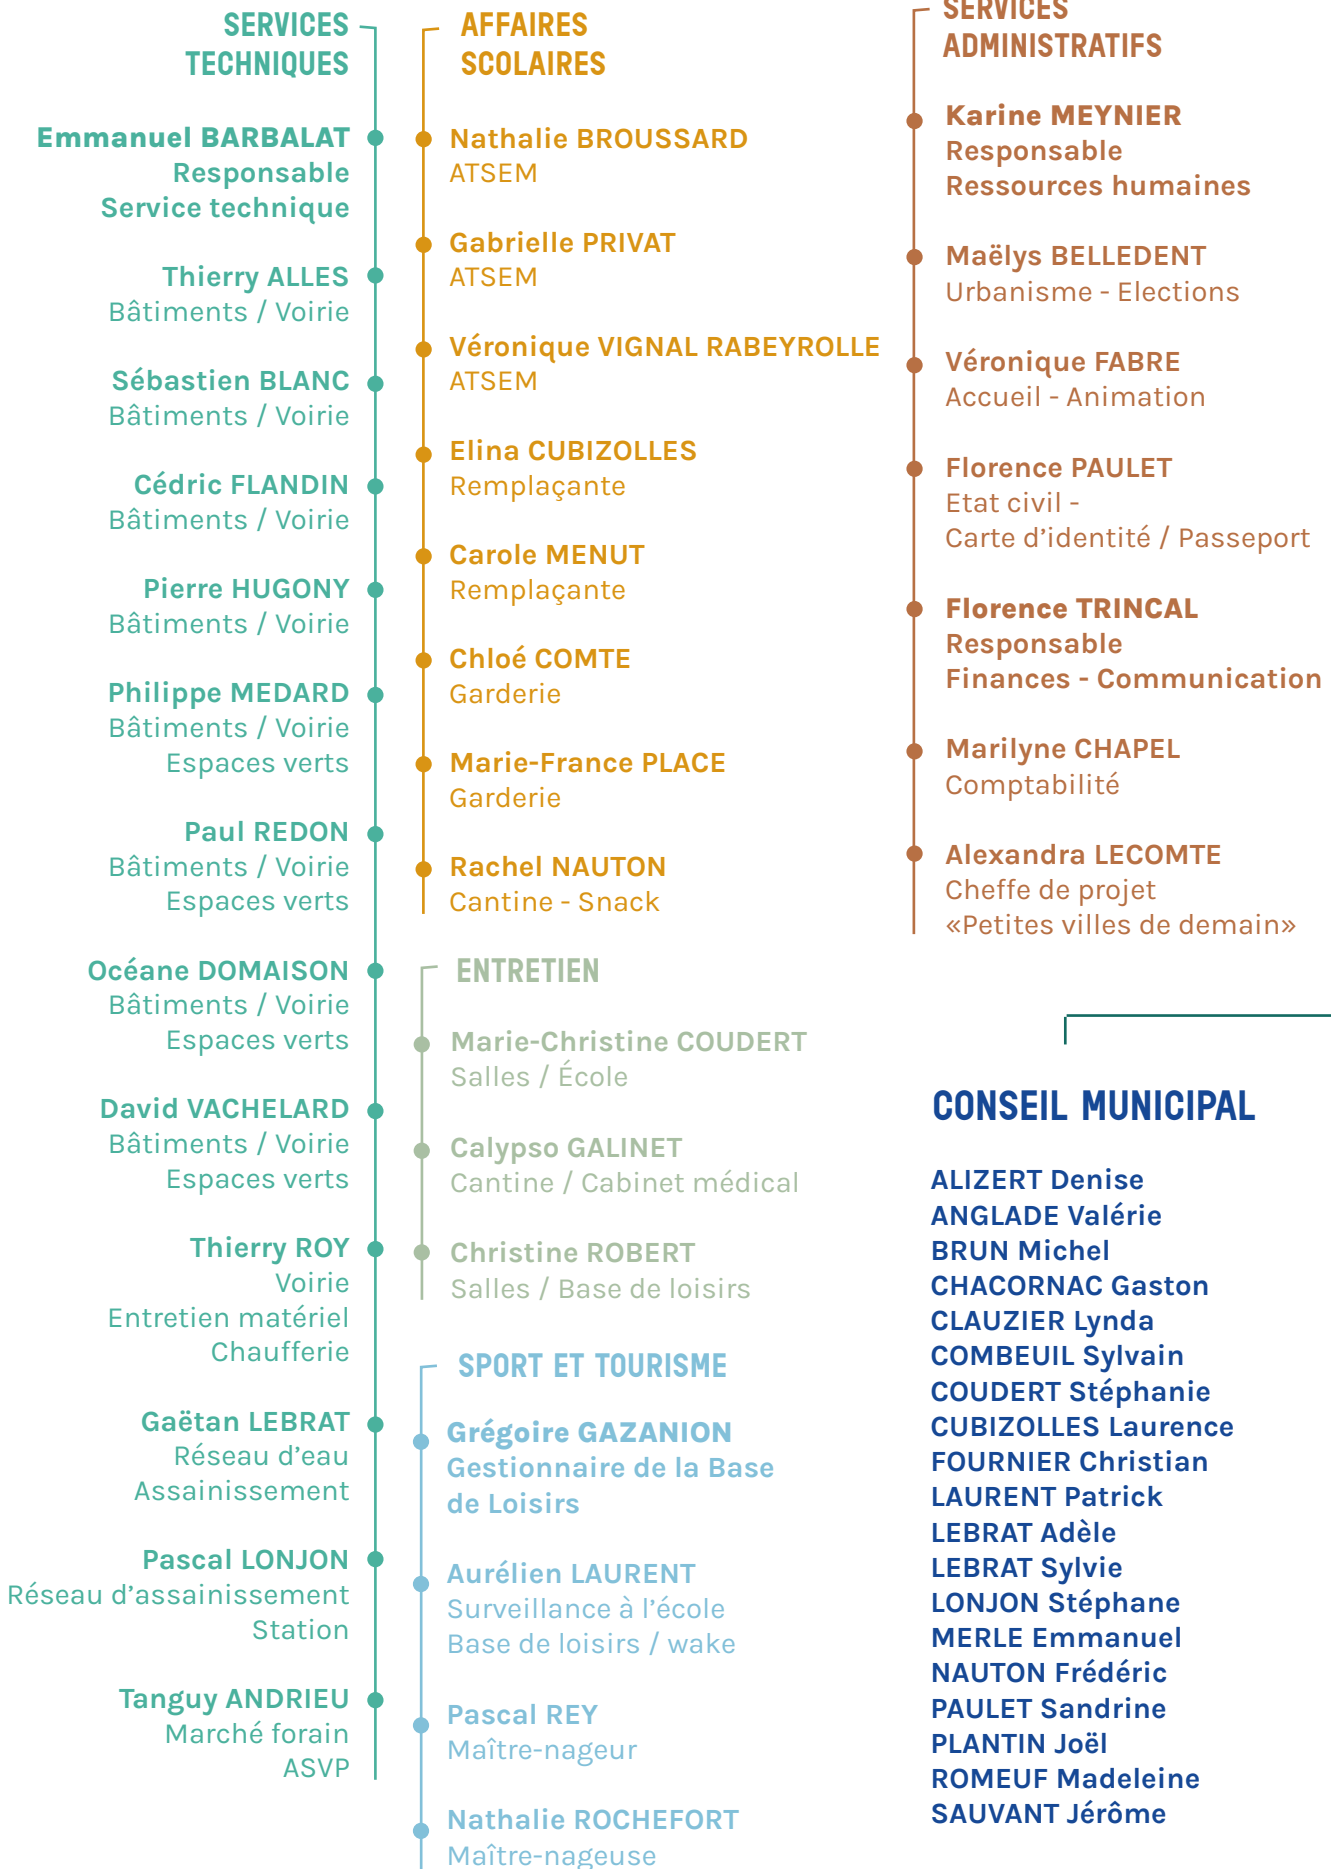 SERVICES
TECHNIQUES
Emmanuel BARBALAT
Responsable
Service technique
Thierry ALLES
Bâtiments / Voirie
Sébastien BLANC
Bâtiments / Voirie
Cédric FLANDIN
Bâtiments / Voirie
Pierre HUGONY
Bâtiments / Voirie
Philippe MEDARD
Bâtiments / Voirie
Espaces verts
Paul REDON
Bâtiments / Voirie
Espaces verts
Océane DOMAISON
Bâtiments / Voirie
Espaces verts
David VACHELARD
Bâtiments / Voirie
Espaces verts
Thierry ROY
Voirie
Entretien matériel
Chaufferie
Gaëtan LEBRAT
Réseau d’eau
Assainissement
Pascal LONJON
Réseau d’assainissement
Station
Tanguy ANDRIEU
Marché forain
ASVP
AFFAIRES
SCOLAIRES
Nathalie BROUSSARD
ATSEM
Gabrielle PRIVAT
ATSEM
Véronique VIGNAL RABEYROLLE
ATSEM
Elina CUBIZOLLES
Remplaçante
Carole MENUT
Remplaçante
Chloé COMTE
Garderie
Marie-France PLACE
Garderie
Rachel NAUTON
Cantine - Snack
ENTRETIEN
Marie-Christine COUDERT
Salles / École
Calypso GALINET
Cantine / Cabinet médical
Christine ROBERT
Salles / Base de loisirs
SPORT ET TOURISME
Grégoire GAZANION
Gestionnaire de la Base
de Loisirs
Aurélien LAURENT
Surveillance à l’école
Base de loisirs / wake
Pascal REY
Maître-nageur
Nathalie ROCHEFORT
Maître-nageuse
SERVICES
ADMINISTRATIFS
Karine MEYNIER
Responsable
Ressources humaines
Maëlys BELLEDENT
Urbanisme - Elections
Véronique FABRE
Accueil - Animation
Florence PAULET
Etat civil -
Carte d’identité / Passeport
Florence TRINCAL
Responsable
Finances - Communication
Marilyne CHAPEL
Comptabilité
Alexandra LECOMTE
Cheffe de projet
«Petites villes de demain»
CONSEIL MUNICIPAL
ALIZERT Denise
ANGLADE Valérie
BRUN Michel
CHACORNAC Gaston
CLAUZIER Lynda
COMBEUIL Sylvain
COUDERT Stéphanie
CUBIZOLLES Laurence
FOURNIER Christian
LAURENT Patrick
LEBRAT Adèle
LEBRAT Sylvie
LONJON Stéphane
MERLE Emmanuel
NAUTON Frédéric
PAULET Sandrine
PLANTIN Joël
ROMEUF Madeleine
SAUVANT Jérôme